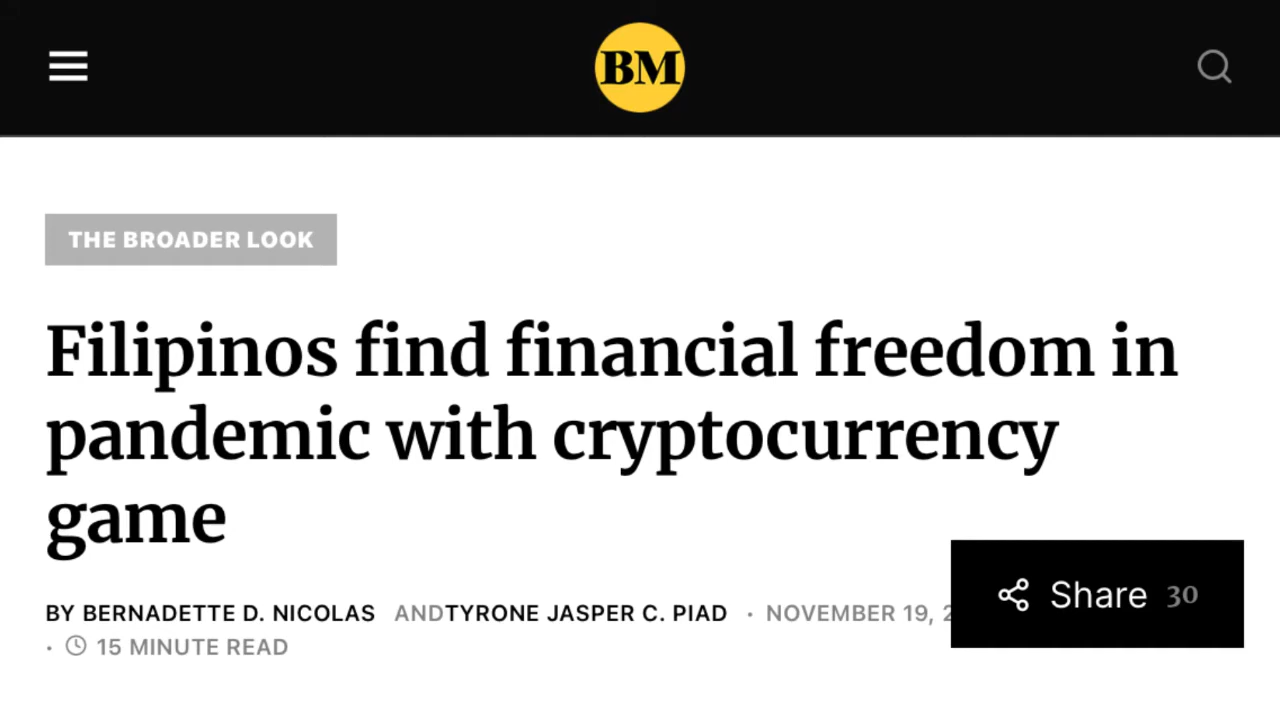 BM
THE BROADER LOOK
Filipinos find financial freedom in
pandemic with cryptocurrency
game
BY BERNADETTE D. NICOLAS ANDTYRONE JASPER C. PIAD • NOVEMBER 19,
• 15 MINUTE READ
Share 30